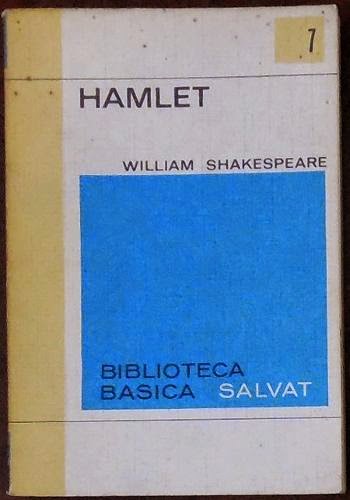 7
HAMLET
WILLIAM SHAKESPEARE
BIBLIOTECA
BASICA SALVAT